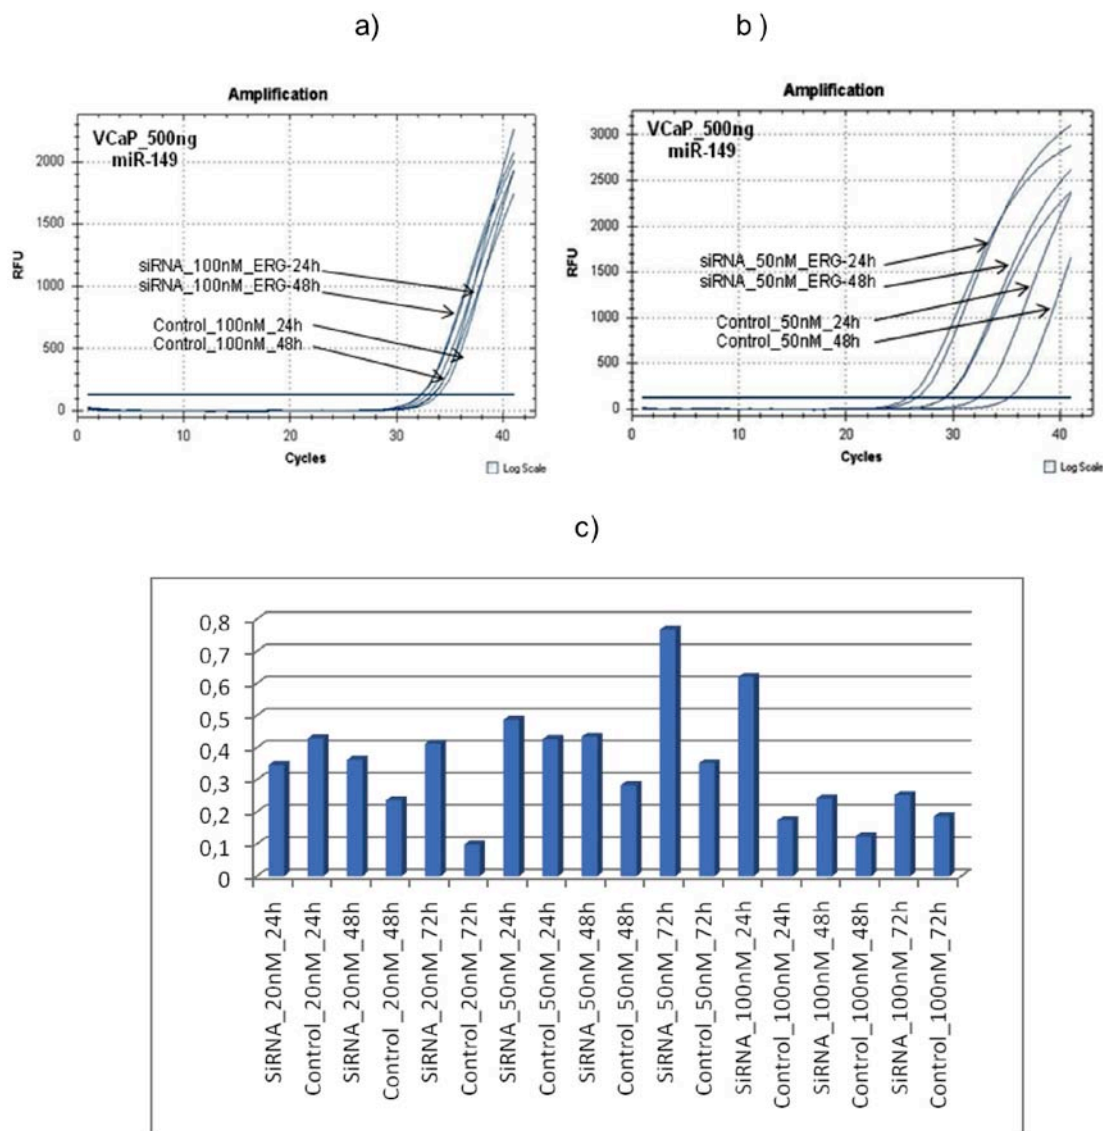 a)
b )
Amplification
VCaP_500ng
miR-149
2000
1500
1000
500
0
RFU
siRNA_100nM_ERG-24h
siRNA_100nM_ERG-48h
Control_100nM_24h
Control_100nM_48h
0
10
20
30
40
Cycles
Log Scale
Amplification
VCaP_500ng
miR-149
3000
2500
2000
1500
1000
500
0
RFU
siRNA_50nM_ERG-24h
siRNA_50nM_ERG-48h
Control_50nM_24h
Control_50nM_48h
0
10
20
30
40
Cycles
Log Scale
c)
0,8
0,7
0,6
0,5
0,4
0,3
0,2
0,1
0
SiRNA_20nM_24h
Control_20nM_24h
SiRNA_20nM_48h
Control_20nM_48h
SiRNA_20nM_72h
Control_20nM_72h
SiRNA_50nM_24h
Control_50nM_24h
SiRNA_50nM_48h
Control_50nM_48h
SiRNA_50nM_72h
Control_50nM_72h
SiRNA_100nM_24h
Control_100nM_24h
SiRNA_100nM_48h
Control_100nM_48h
SiRNA_100nM_72h
Control_100nM_72h